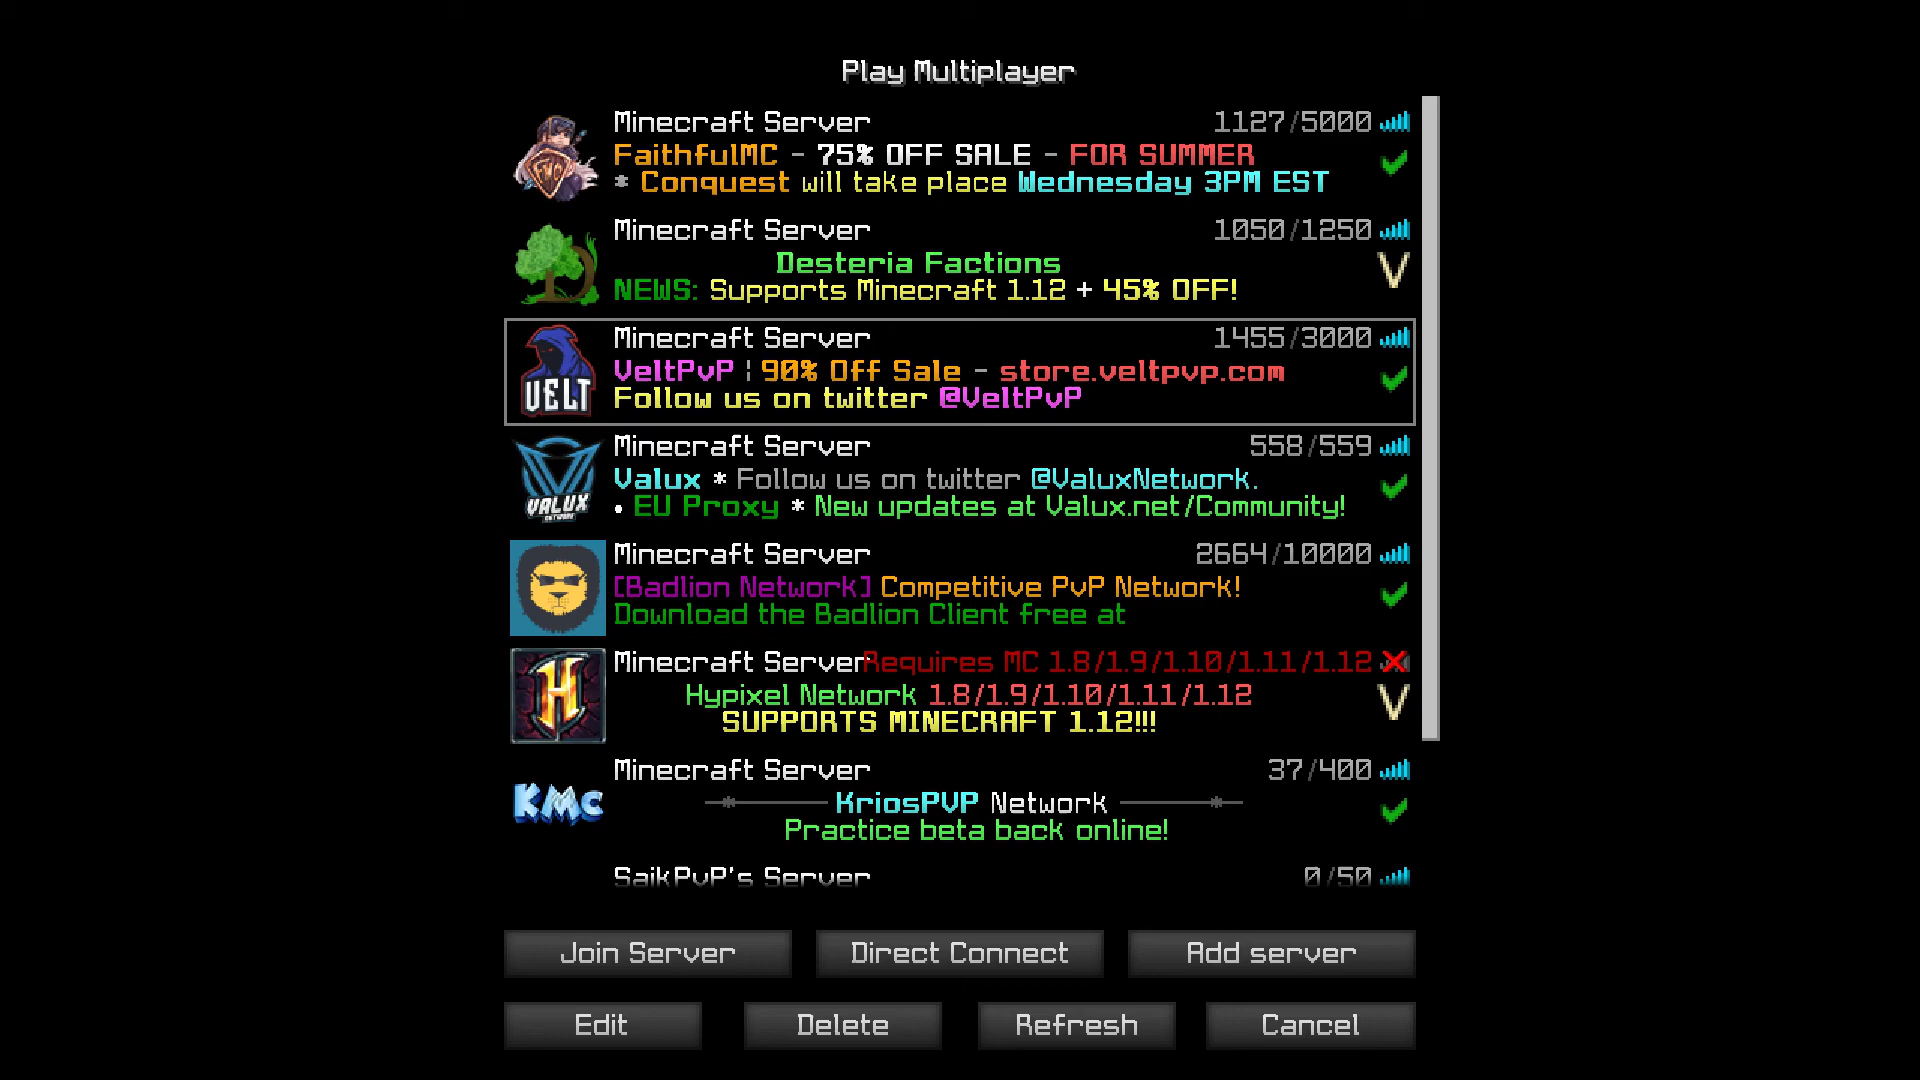 Play Multiplayer
Minecraft Server 1127/5000
FMC
FaithfulMC - 75% OFF SALE - FOR SUMMER
* Conquest will take place Wednesday 3PM EST
Minecraft Server 1050/1250
Desteria Factions
NEWS: Supports Minecraft 1.12 + 45% OFF!
Minecraft Server 1455/3000
VeltPvP ¦ 90% Off Sale - store.veltpvp.com
VELT
Follow us on twitter @VeltPvP
Minecraft Server 558/559
Valux * Follow us on twitter @ValuxNetwork.
VALUX
NETWORK
• EU Proxy * New updates at Valux.net/Community!
Minecraft Server 2664/10000
[Badlion Network] Competitive PvP Network!
Download the Badlion Client free at
Minecraft Server Requires MC 1.8/1.9/1.10/1.11/1.12
H
Hypixel Network 1.8/1.9/1.10/1.11/1.12
SUPPORTS MINECRAFT 1.12!!!
Minecraft Server 37/400
KMC
KriosPVP Network
Practice beta back online!
SaikPvP's Server 0/50
Join Server Direct Connect Add server
Edit Delete Refresh Cancel